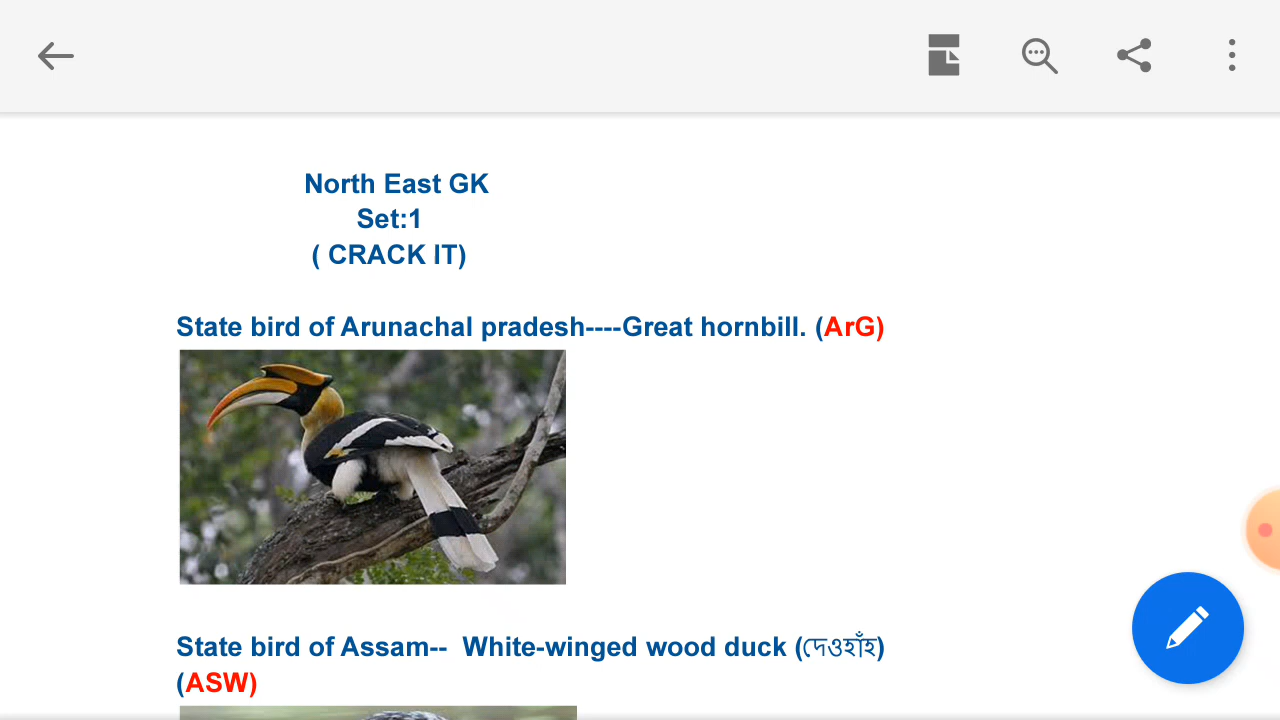 North East GK
Set:1
( CRACK IT)
State bird of Arunachal pradesh----Great hornbill. (ArG)
State bird of Assam-- White-winged wood duck (দেওহাঁহ)
(ASW)